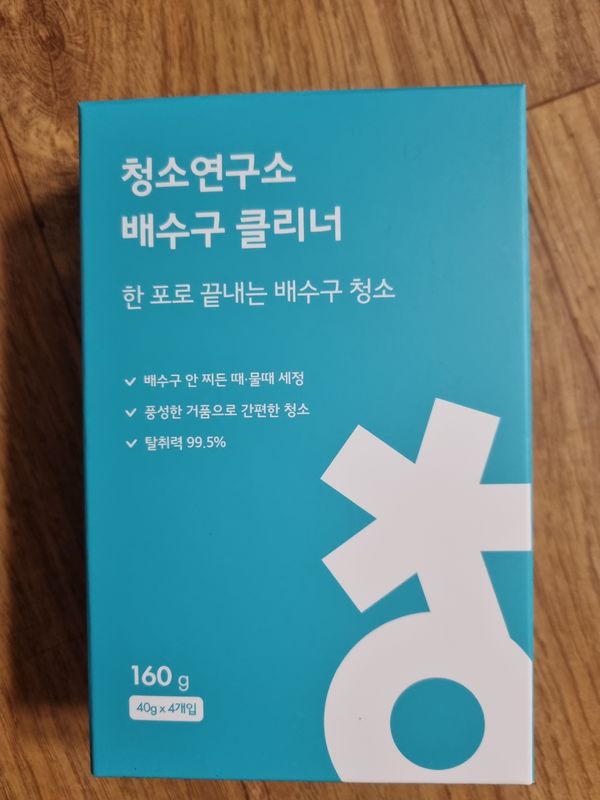 청소연구소
배수구 클리너
한 포로 끝내는 배수구 청소
배수구 안 찌든 때·물때 세정
풍성한 거품으로 간편한 청소
탈취력 99.5%
160 g
40g x 4개입